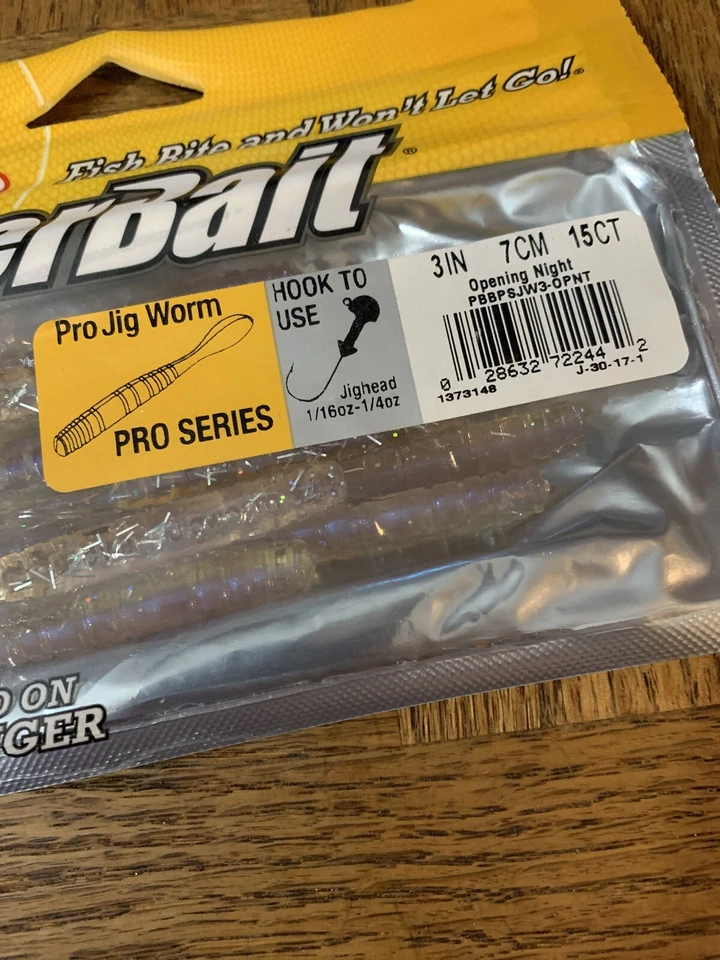 Fish Bite and Won't Let Go!®
erBait®
Pro Jig Worm
PRO SERIES
HOOK TO
USE
Jighead
1/16oz-1/4oz
3IN 7CM 15CT
Opening Night
PBBPSJW3-OPNT
0 28632 72244 2
1373148 J-30-17-1
ON
GER